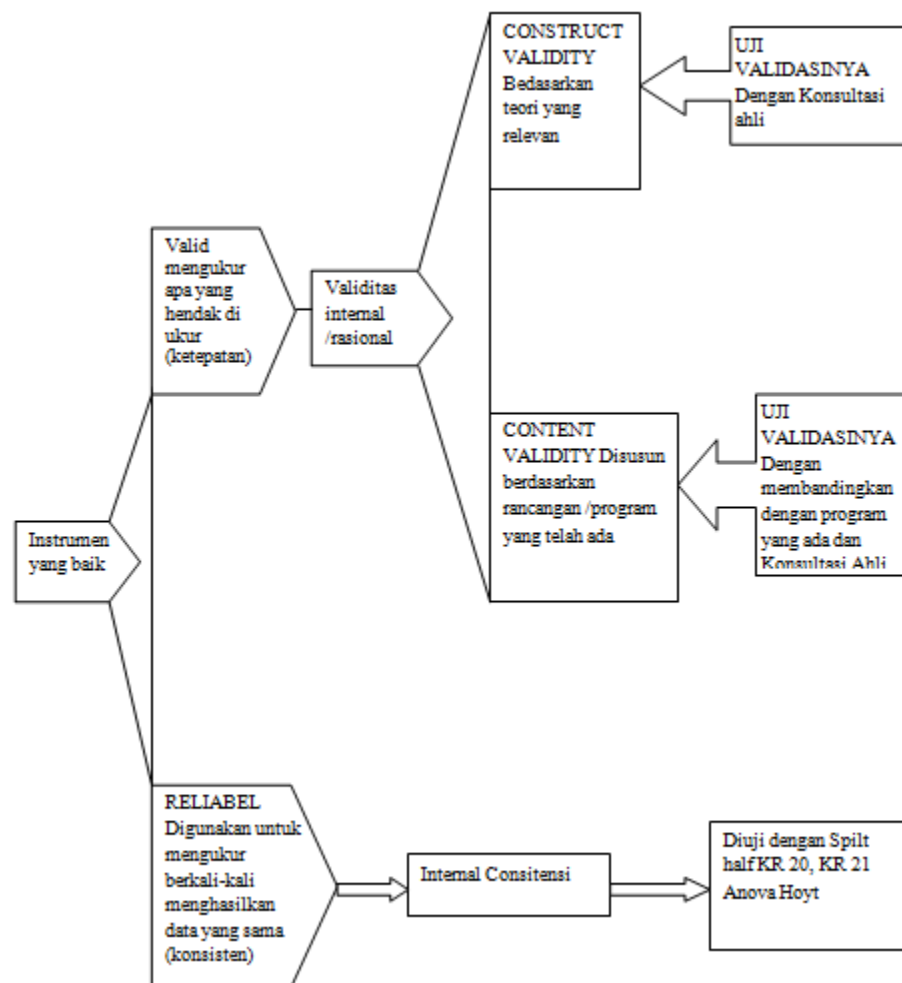 CONSTRUCT
VALIDITY
Bedasarkan
teori yang
relevan
UJI
VALIDASINYA
Dengan Konsultasi
ahli
Valid
mengukur
apa yang
hendak di
ukur
(ketepatan)
Validitas
internal
/rasional
CONTENT
VALIDITY Disusun
berdasarkan
rancangan /program
yang telah ada
UJI
VALIDASINYA
Dengan
membandingkan
dengan program
yang ada dan
Konsultasi Ahli
Instrumen
yang baik
RELIABEL
Digunakan untuk
mengukur
berkali-kali
menghasilkan
data yang sama
(konsisten)
Internal Consitensi
Diuji dengan Spilt
half KR 20, KR 21
Anova Hoyt